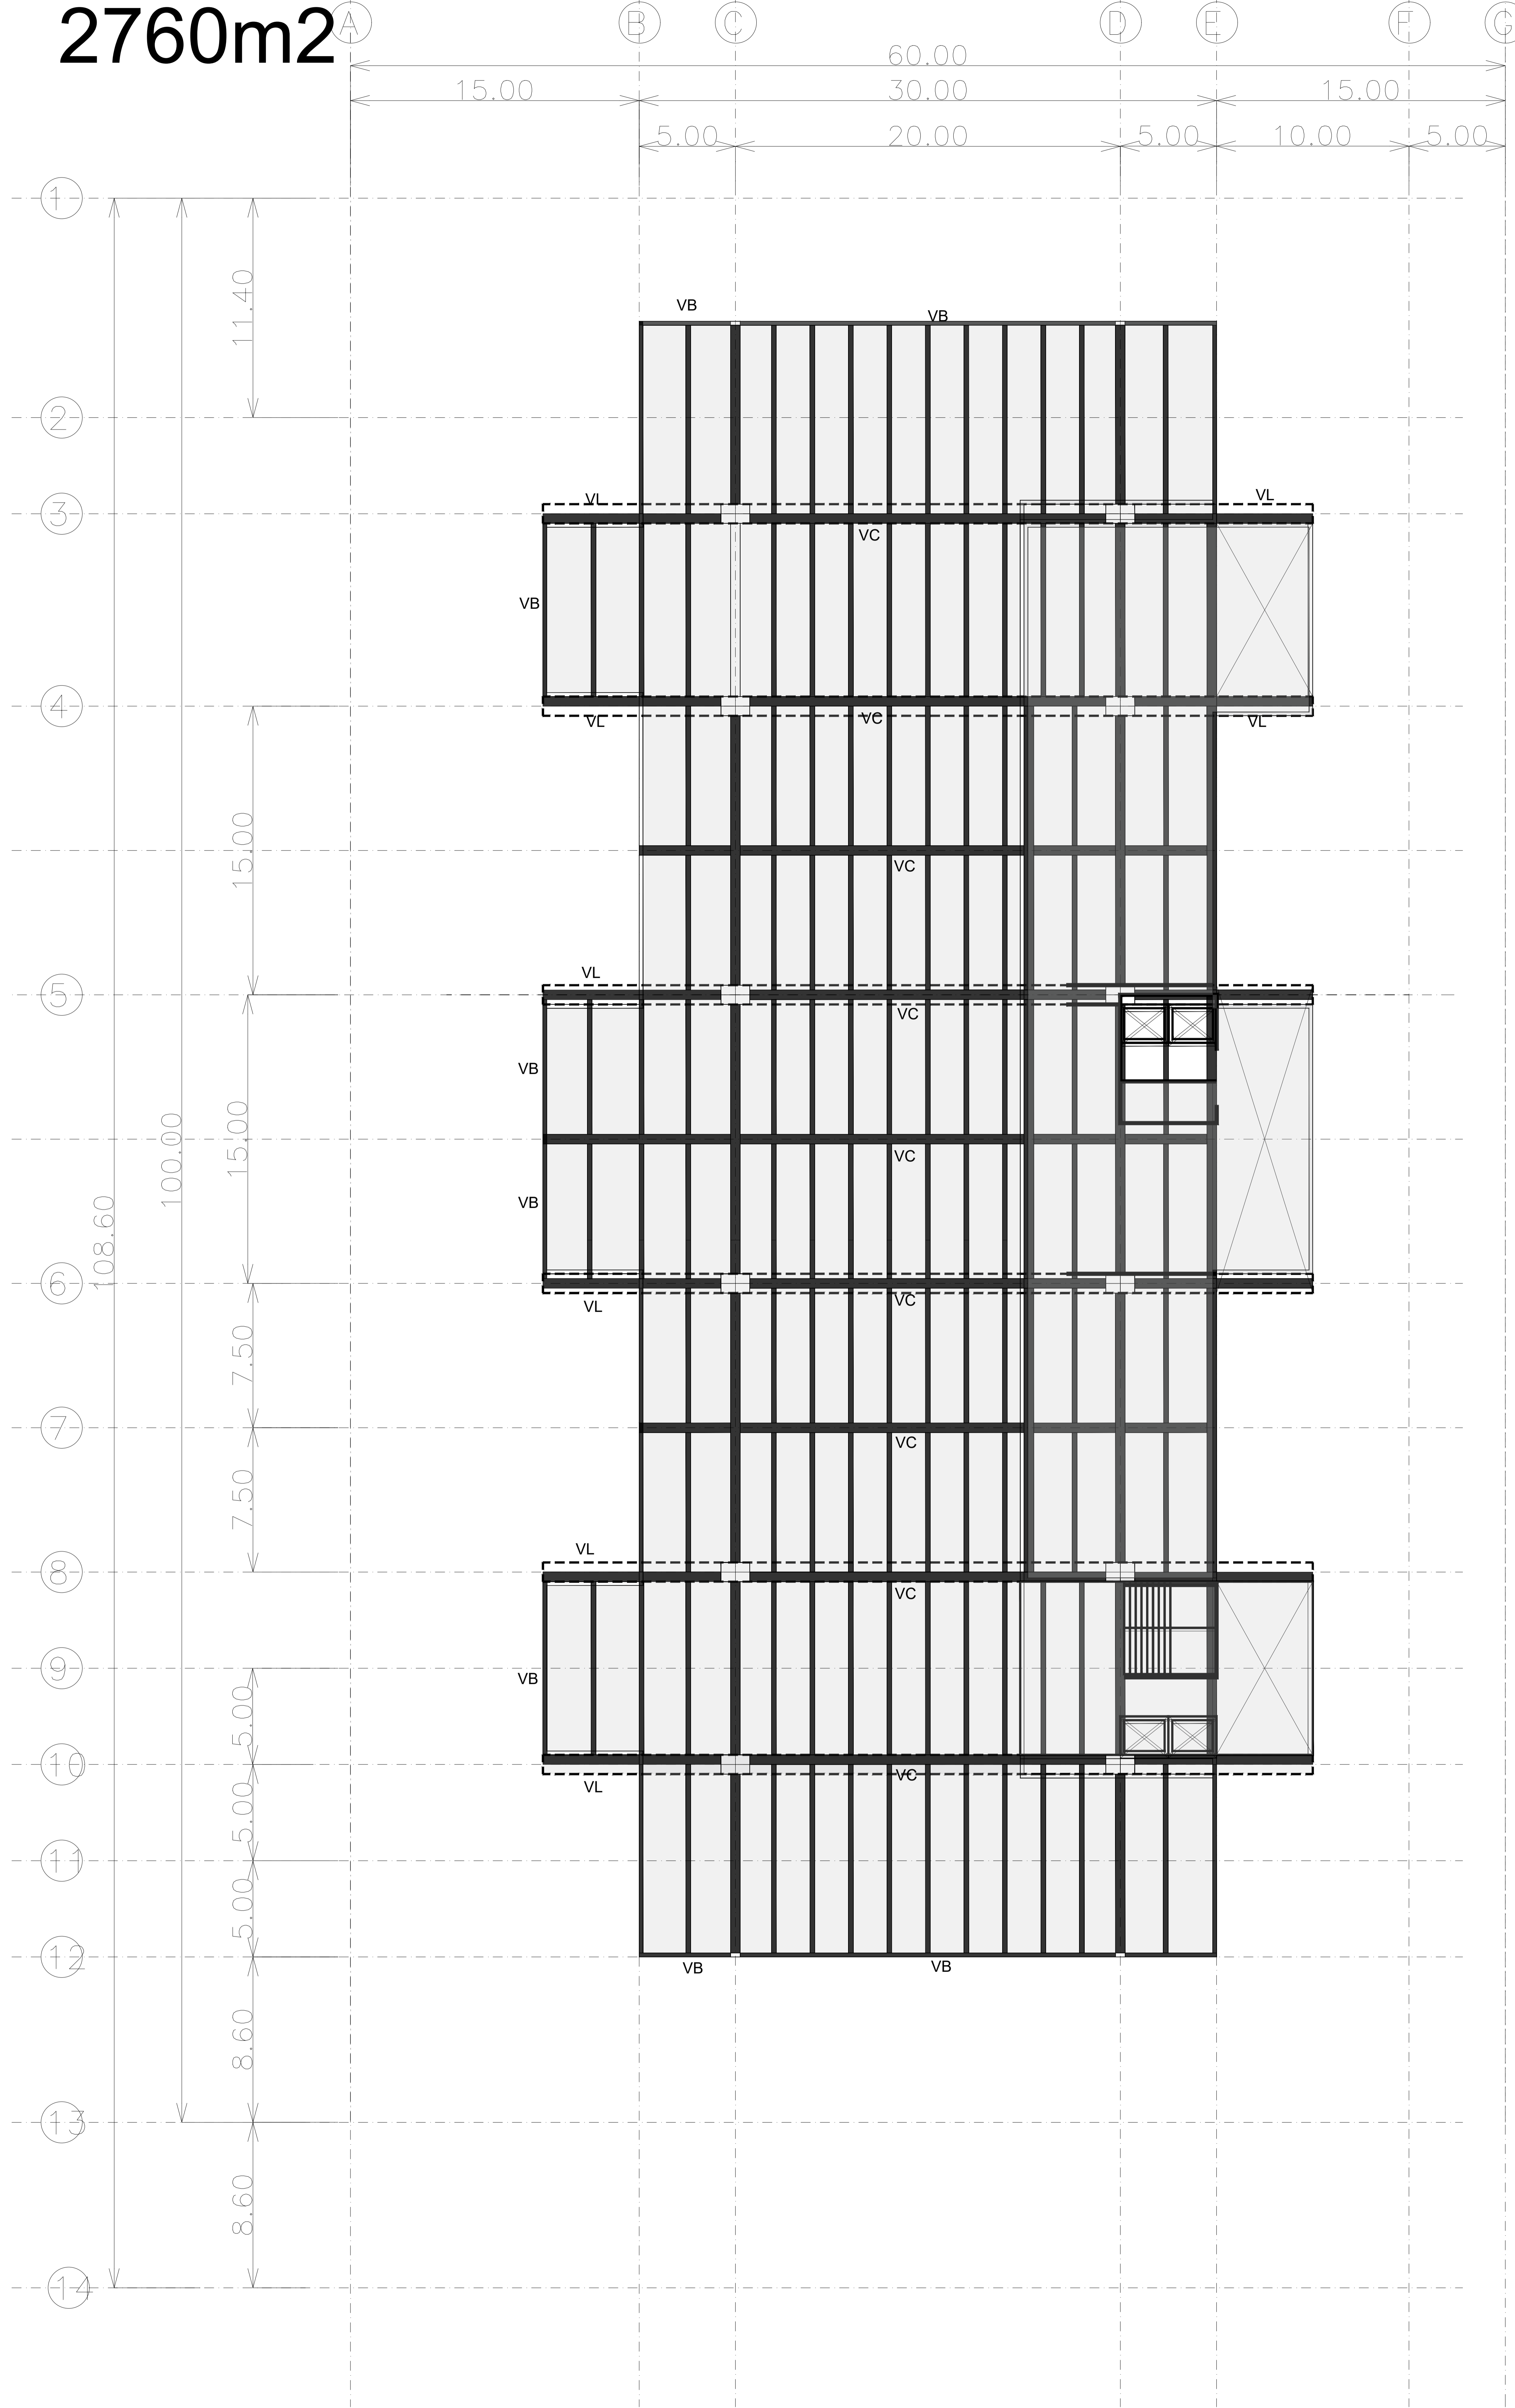 2760m2
A B C D E F G
60.00
15.00 30.00 15.00
5.00 20.00 5.00 10.00 5.00
1
11.40
VB
VB
2
VL
VL
3
VC
VB
4
VL
VC
VL
15.00
VC
VL
5
VC
VB
15.00
100.00
VC
108.60
VB
6
VC
VL
7.50
7
VC
7.50
VL
8
VC
9
VB
5.00
10
VC
VL
5.00
11
5.00
12
VB
VB
8.60
13
8.60
14